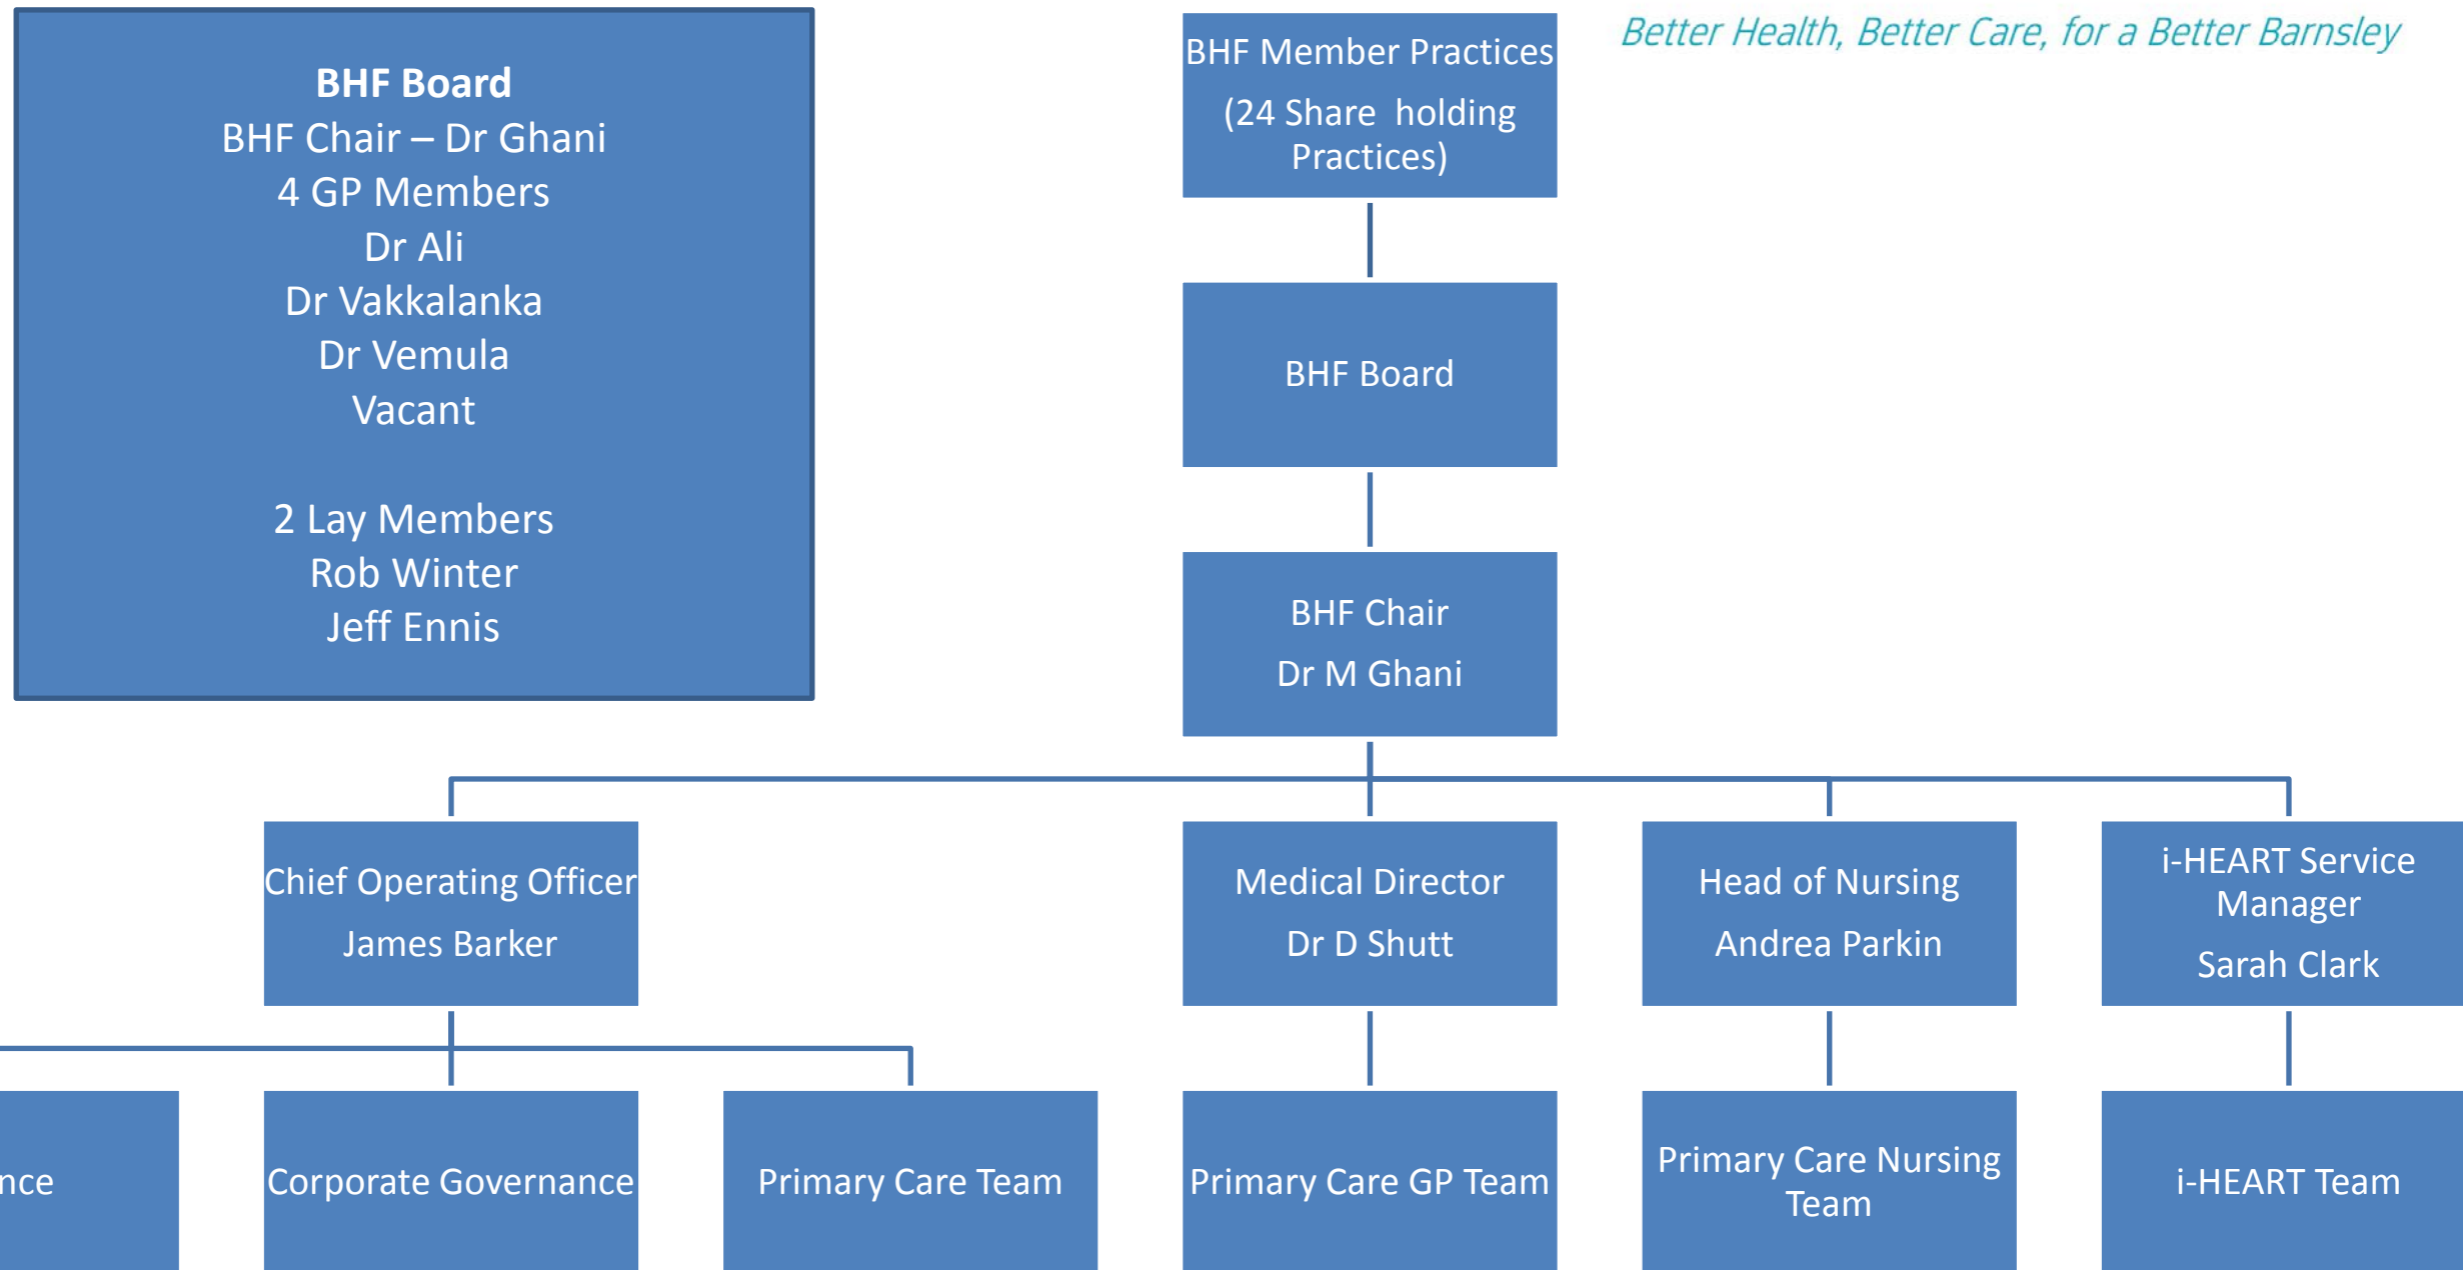 Better Health, Better Care, for a Better Barnsley
BHF Board
BHF Chair – Dr Ghani
4 GP Members
Dr Ali
Dr Vakkalanka
Dr Vemula
Vacant
2 Lay Members
Rob Winter
Jeff Ennis
BHF Member Practices
(24 Share holding
Practices)
BHF Board
BHF Chair
Dr M Ghani
Chief Operating Officer
James Barker
Medical Director
Dr D Shutt
Head of Nursing
Andrea Parkin
i-HEART Service
Manager
Sarah Clark
Corporate Governance
Primary Care Team
Primary Care GP Team
Primary Care Nursing
Team
i-HEART Team